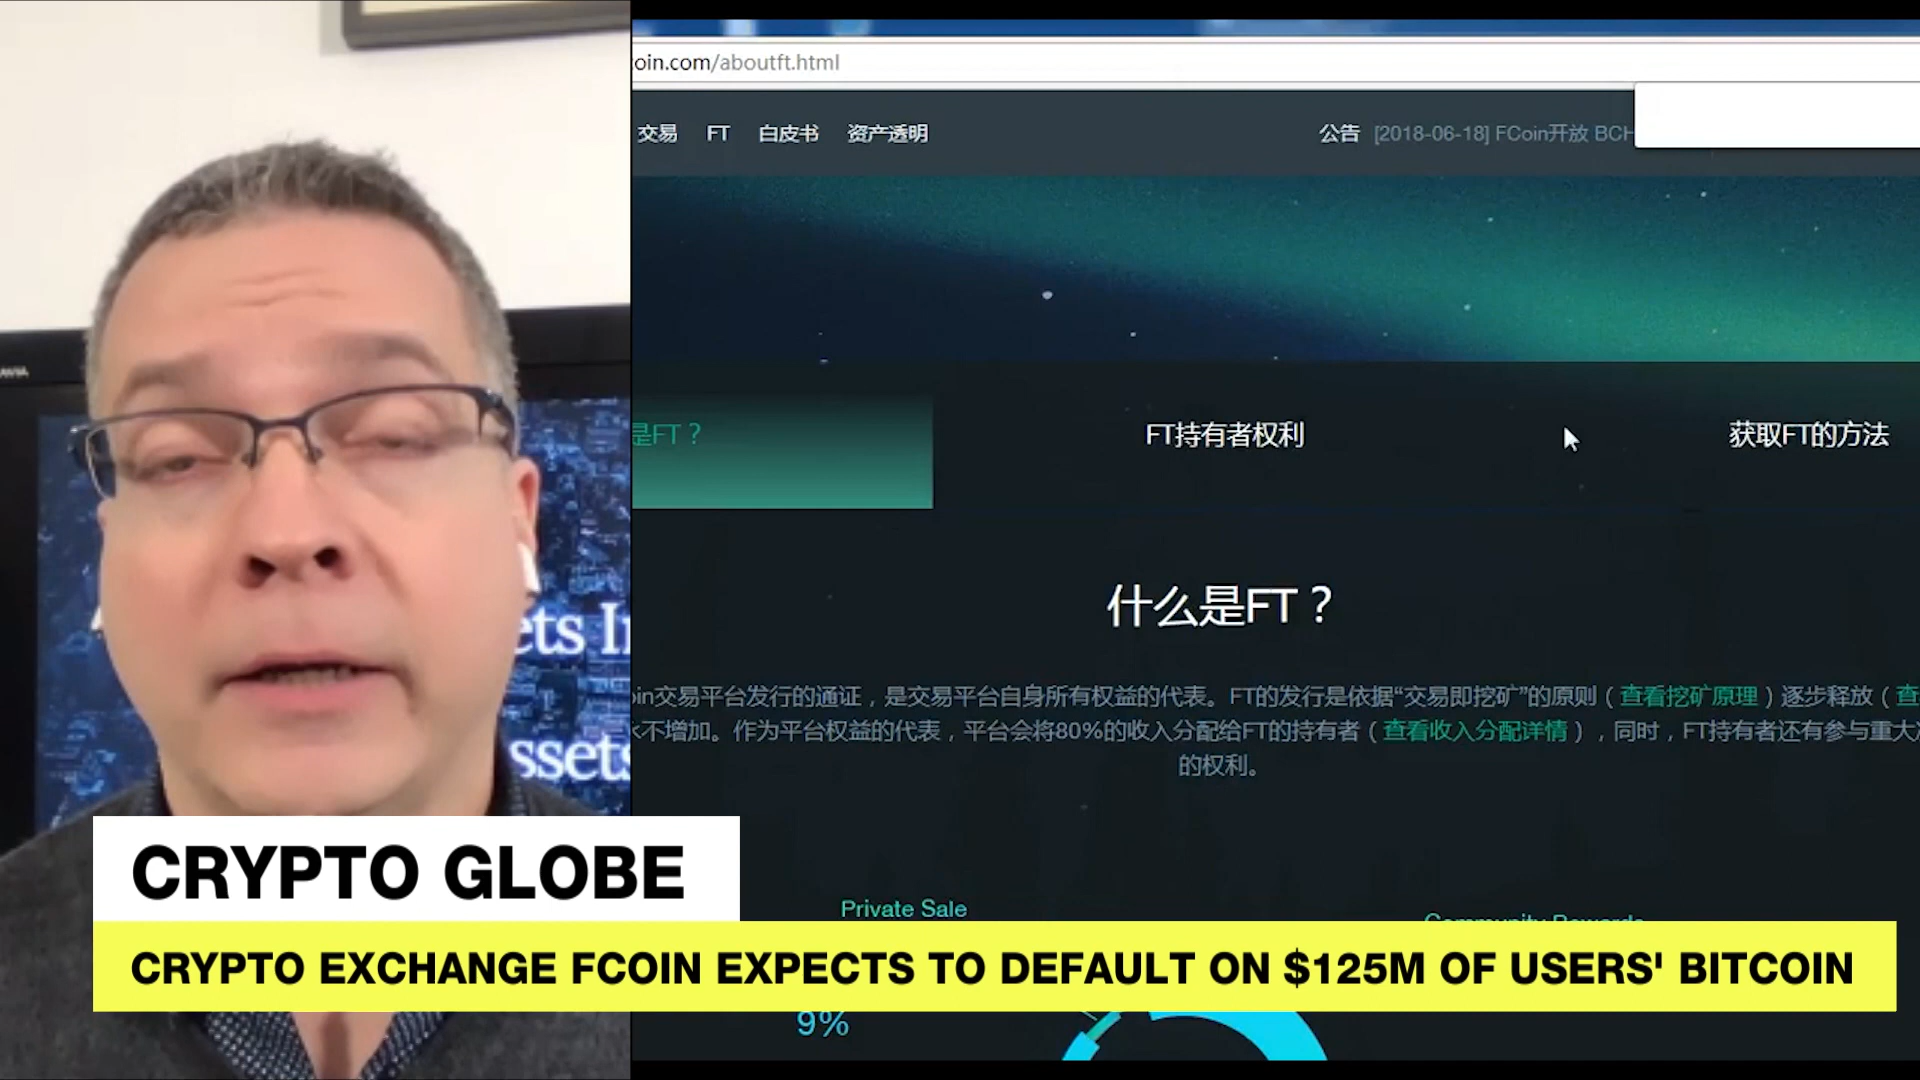 oin.com/aboutft.html
交易 FT 白皮书 资产透明 公告 [2018-06-18] FCoin开放 BCH
是FT？ FT持有者权利 获取FT的方法
什么是FT？
oin交易平台发行的通证，是交易平台自身所有权益的代表。FT的发行是依据“交易即挖矿”的原则（查看挖矿原理）逐步释放（查
不增加。作为平台权益的代表，平台会将80%的收入分配给FT的持有者（查看收入分配详情），同时，FT持有者还有参与重大
的权利。
ets
ssets
CRYPTO GLOBE
Private Sale
Community Rewards
CRYPTO EXCHANGE FCOIN EXPECTS TO DEFAULT ON $125M OF USERS' BITCOIN
9%